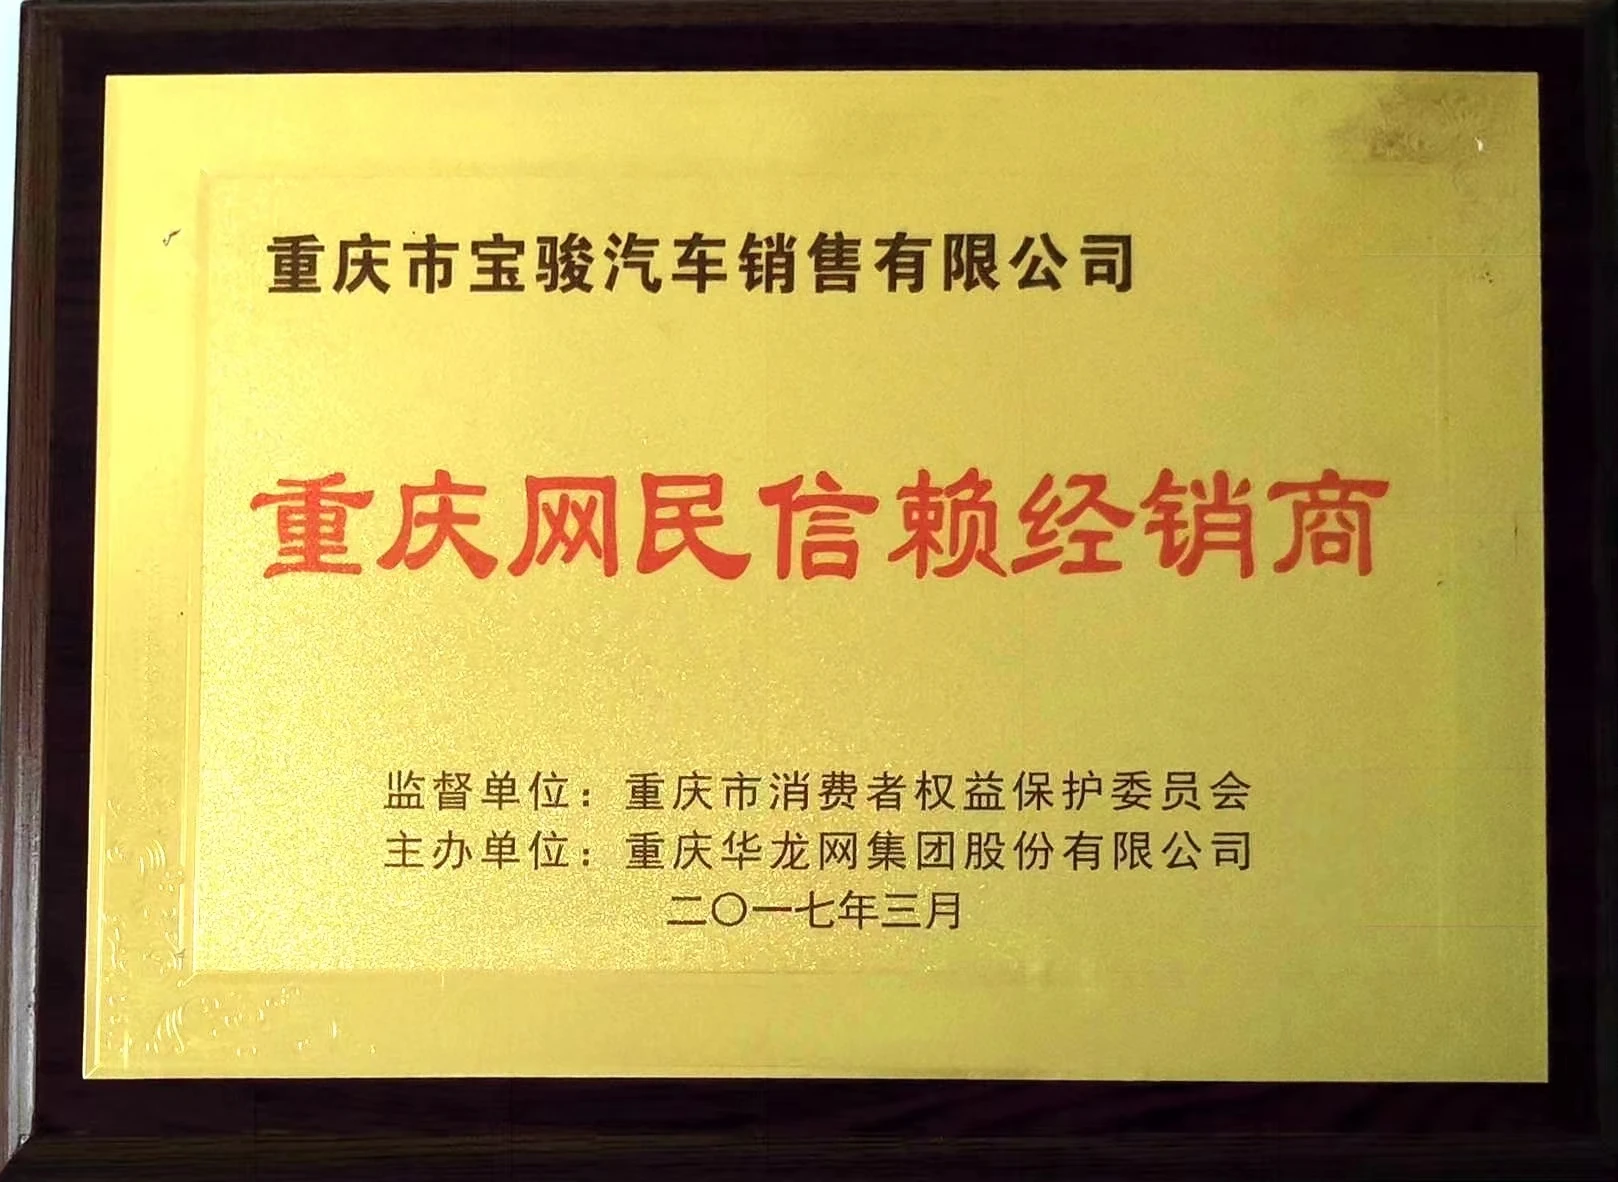 重庆市宝骏汽车销售有限公司
重庆网民信赖经销商
监督单位：重庆市消费者权益保护委员会
主办单位：重庆华龙网集团股份有限公司
二〇一七年三月